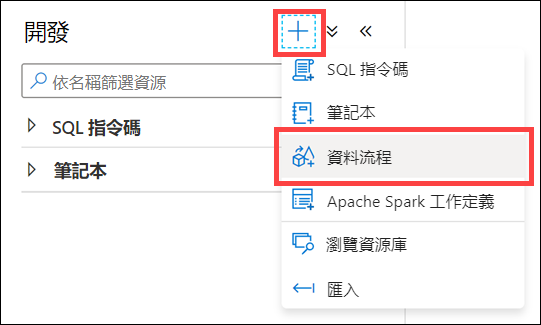 開發
依名稱篩選資源
SQL 指令碼
筆記本
SQL 指令碼
筆記本
資料流程
Apache Spark 工作定義
瀏覽資源庫
匯入